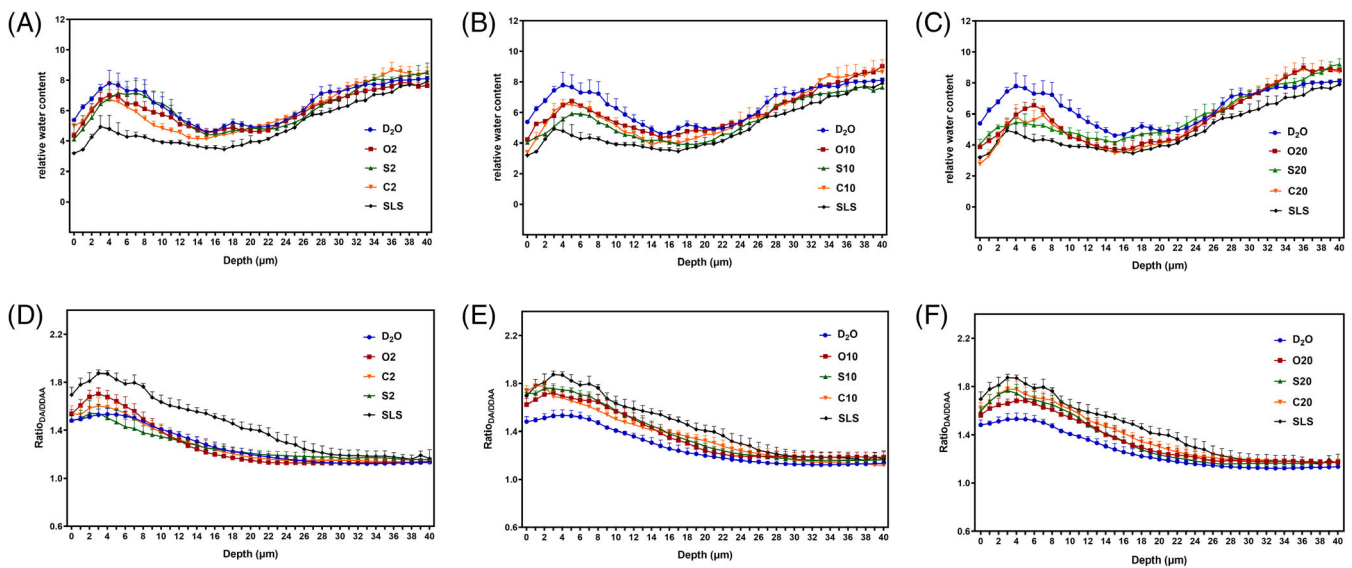 (A)
12
10
8
6
4
2
0
relative water content
0 2 4 6 8 10 12 14 16 18 20 22 24 26 28 30 32 34 36 38 40
Depth (μm)
D2O
O2
S2
C2
SLS
(B)
12
10
8
6
4
2
0
relative water content
0 2 4 6 8 10 12 14 16 18 20 22 24 26 28 30 32 34 36 38 40
Depth (μm)
D2O
O10
S10
C10
SLS
(C)
12
10
8
6
4
2
0
relative water content
0 2 4 6 8 10 12 14 16 18 20 22 24 26 28 30 32 34 36 38 40
Depth (μm)
D2O
O20
S20
C20
SLS
(D)
2.2
1.8
1.4
1.0
0.6
RatioDA/DDAA
0 2 4 6 8 10 12 14 16 18 20 22 24 26 28 30 32 34 36 38 40
Depth (μm)
D2O
O2
C2
S2
SLS
(E)
2.2
1.8
1.4
1.0
0.6
RatioDA/DDAA
0 2 4 6 8 10 12 14 16 18 20 22 24 26 28 30 32 34 36 38 40
Depth (μm)
D2O
O10
S10
C10
SLS
(F)
2.2
1.8
1.4
1.0
0.6
RatioDA/DDAA
0 2 4 6 8 10 12 14 16 18 20 22 24 26 28 30 32 34 36 38 40
Depth (μm)
D2O
O20
S20
C20
SLS